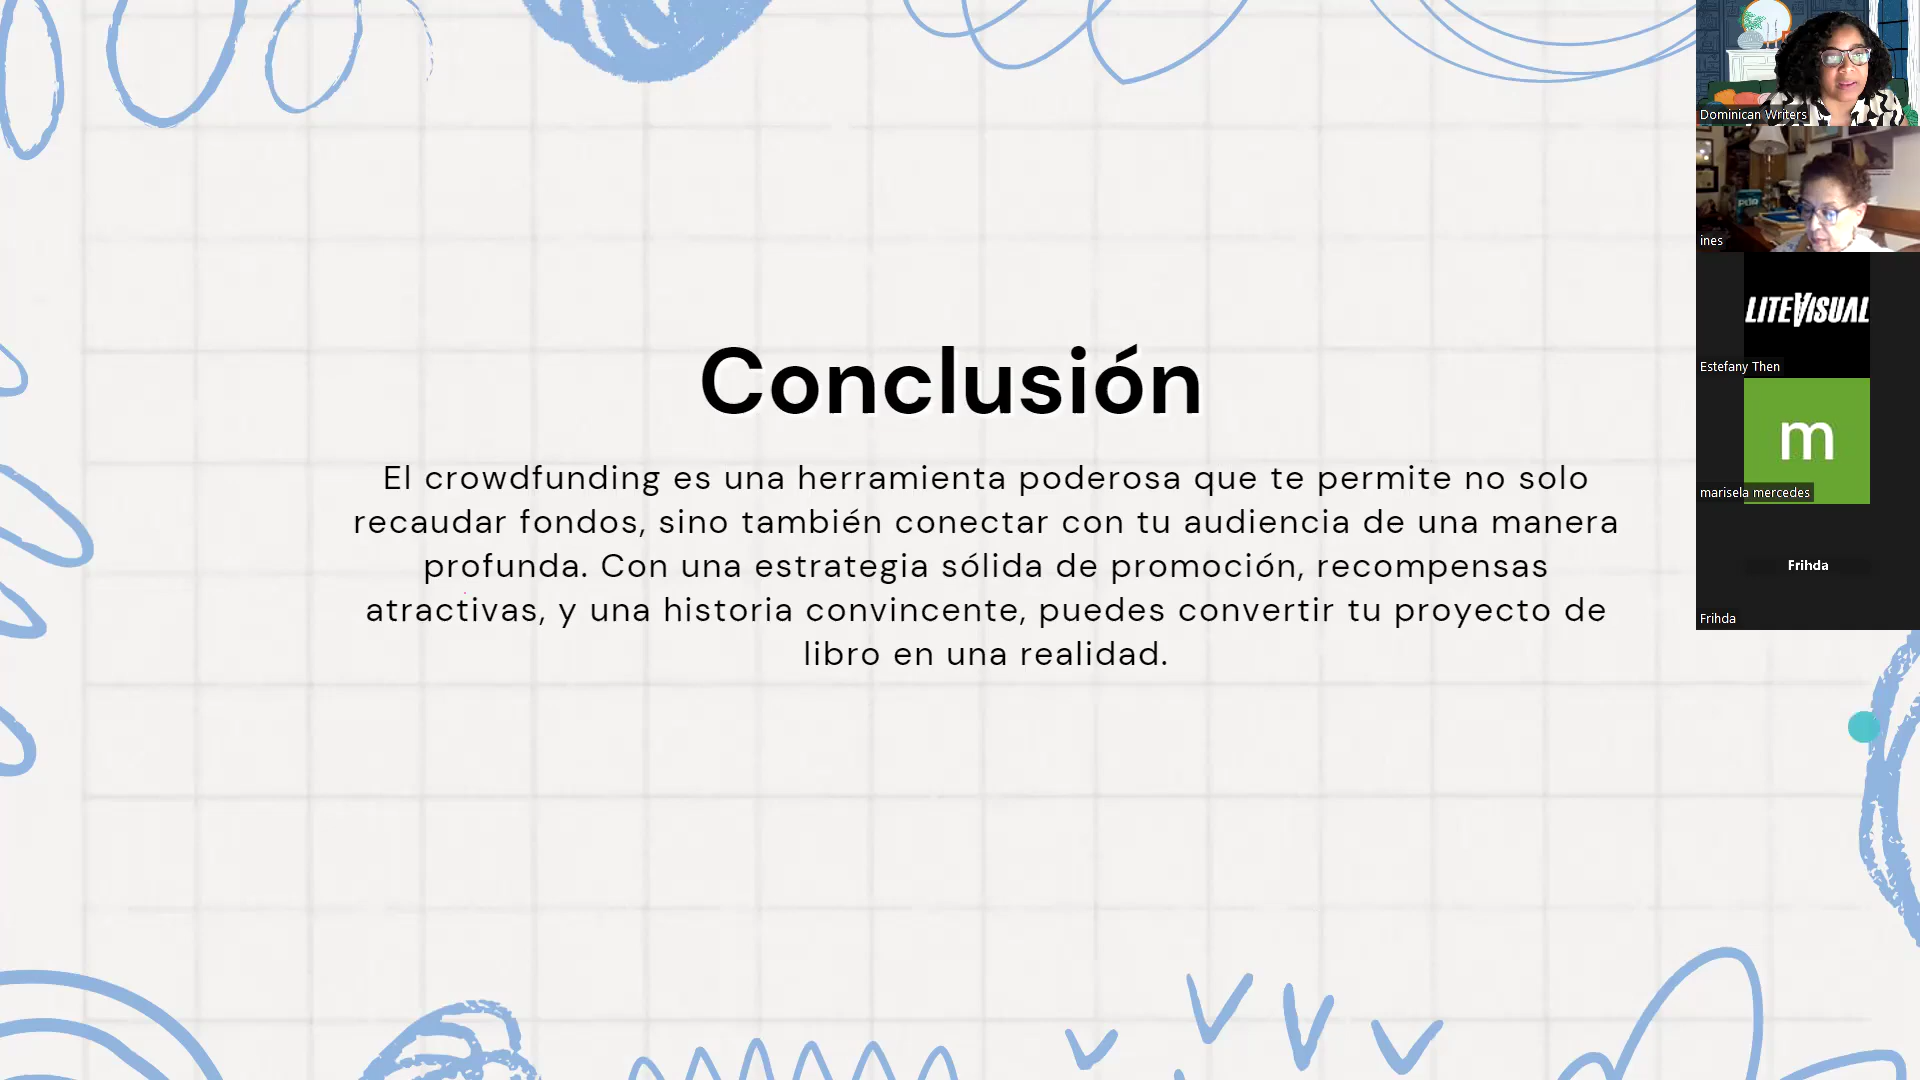 Conclusión
El crowdfunding es una herramienta poderosa que te permite no solo
recaudar fondos, sino también conectar con tu audiencia de una manera
profunda. Con una estrategia sólida de promoción, recompensas
atractivas, y una historia convincente, puedes convertir tu proyecto de
libro en una realidad.
Dominican Writers
ines
LITEVISUAL
Estefany Then
m
marisela mercedes
Frihda
Frihda